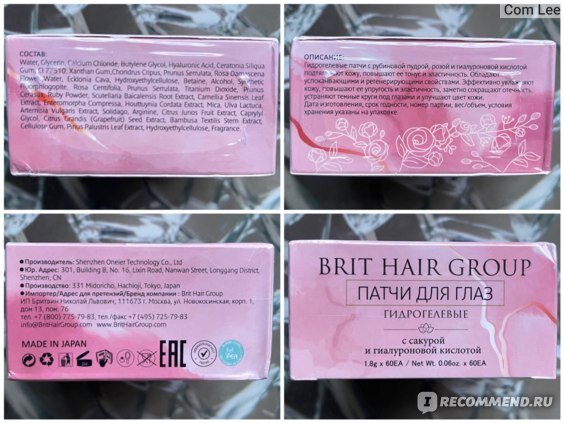 Com Lee
СОСТАВ:
Water, Glycerin, Calcium Chloride, Butylene Glycol, Hyaluronic Acid, Ceratonia Siliqua
Gum, CI 77510, Xanthan Gum, Chondrus Crispus, Prunus Serrulata, Rosa Damascena
Flower Water, Ecklonia Cava, Hydroxyethylcellulose, Betaine, Alcohol, Synthetic
Fluorphlogopite, Rosa Centifolia, Prunus Serrulata, Titanium Dioxide, Prunus
Cerasus, Ruby Powder, Scutellaria Baicalensis Root Extract, Camellia Sinensis Leaf
Extract, Enteromorpha Compressa, Houttuynia Cordata Extract, Mica, Ulva Lactuca,
Artemisia Vulgaris Extract, Solidago, Arginine, Citrus Junos Fruit Extract, Caprylyl
Glycol, Citrus Grandis (Grapefruit) Seed Extract, Bambusa Textilis Stem Extract,
Cellulose Gum, Pinus Palustris Leaf Extract, Hydroxyethylcellulose, Fragrance.
ОПИСАНИЕ:
Гидрогелевые патчи с рубиновой пудрой, розой и гиалуроновой кислотой
подтягивают кожу, повышают ее тонус и эластичность. Обладают
успокаивающими и регенерирующими свойствами. Эффективно увлажняют
кожу, повышает ее упругость и эластичность, заметно сокращают отечность,
устраняют темные круги под глазами и улучшают цвет кожи.
Дата изготовления, срок годности, номер партии, вес/объем, условия
хранения указаны на упаковке.
Производитель: Shenzhen Oneier Technology Co., Ltd
Юр. Адрес: 301, Building B, No. 16, Lixin Road, Nanwan Street, Longgang District,
Shenzhen, CN
Производство: 331 Midoricho, Hachioji, Tokyo, Japan
Импортер/Адрес для претензий/Бренд компании : Brit Hair Group
ИП Бритвин Николай Львович, 111673 г. Москва, ул. Новокосинская, корп. 1,
дом 13, пом. 76
тел +7 (800) 775-79-83, тел./факс +7 (495) 725-79-83
info@BritHairGroup.com, www.BritHairGroup.com
MADE IN JAPAN
EAC
BRIT HAIR GROUP
ПАТЧИ ДЛЯ ГЛАЗ
ГИДРОГЕЛЕВЫЕ
с сакурой
и гиалуроновой кислотой
1.8g x 60EA / Net Wt. 0.06oz. x 60EA
IRECOMMEND.RU